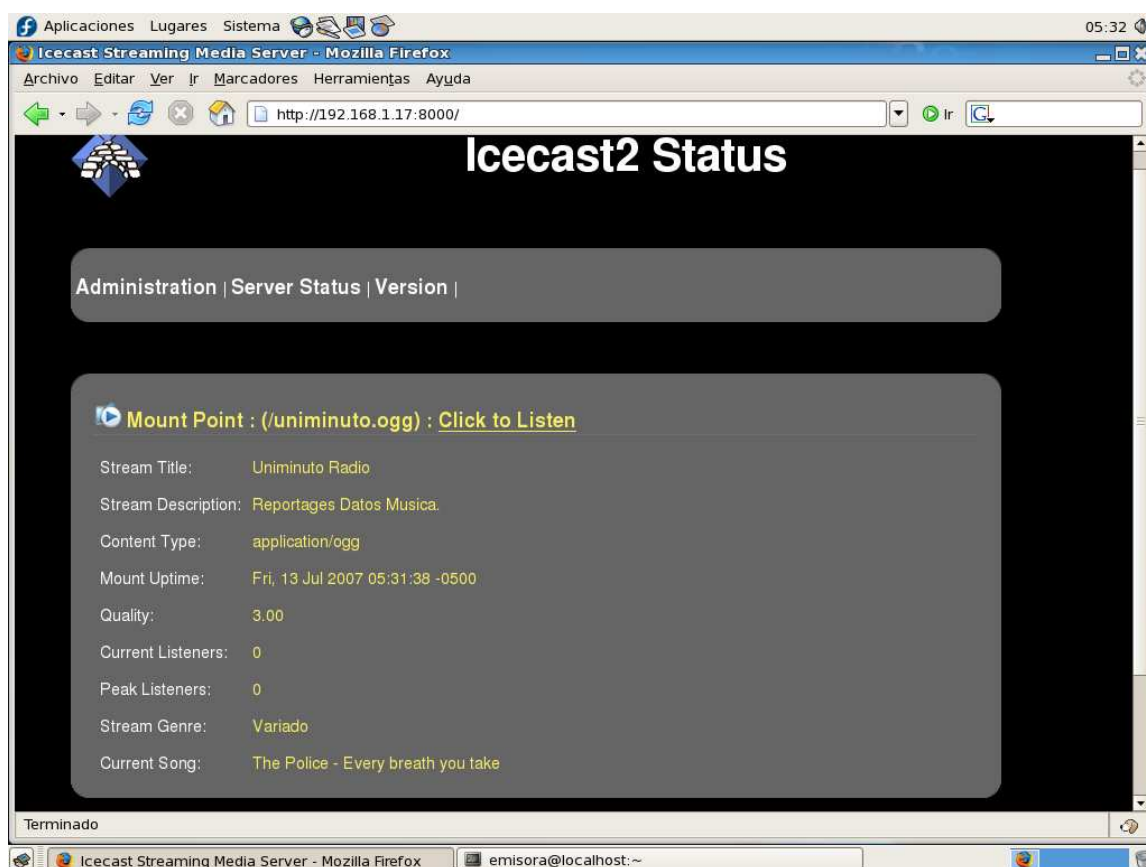 Aplicaciones Lugares Sistema 05:32
Icecast Streaming Media Server - Mozilla Firefox
Archivo Editar Ver Ir Marcadores Herramientas Ayuda
http://192.168.1.17:8000/ Ir G
Icecast2 Status
Administration | Server Status | Version |
Mount Point : (/uniminuto.ogg) : Click to Listen
Stream Title: Uniminuto Radio
Stream Description: Reportages Datos Musica.
Content Type: application/ogg
Mount Uptime: Fri, 13 Jul 2007 05:31:38 -0500
Quality: 3.00
Current Listeners: 0
Peak Listeners: 0
Stream Genre: Variado
Current Song: The Police - Every breath you take
Terminado
Icecast Streaming Media Server - Mozilla Firefox emisora@localhost:~